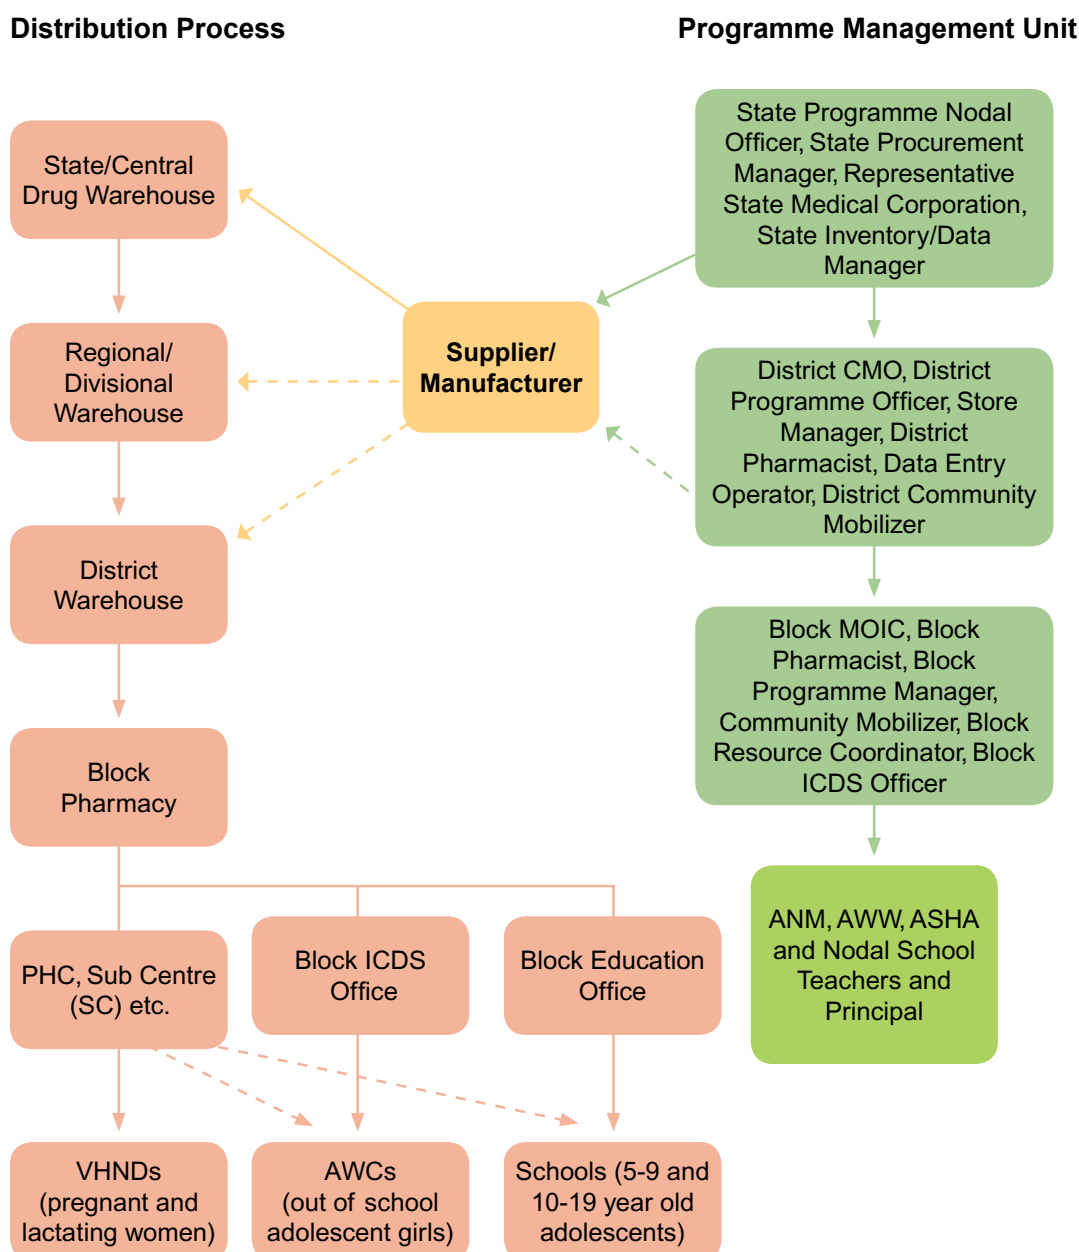 Distribution Process
Programme Management Unit
State/Central
Drug Warehouse
Regional/
Divisional
Warehouse
District
Warehouse
Block
Pharmacy
PHC, Sub Centre
(SC) etc.
Block ICDS
Office
Block Education
Office
VHNDs
(pregnant and
lactating women)
AWCs
(out of school
adolescent girls)
Schools (5-9 and
10-19 year old
adolescents)
Supplier/
Manufacturer
State Programme Nodal
Officer, State Procurement
Manager, Representative
State Medical Corporation,
State Inventory/Data
Manager
District CMO, District
Programme Officer, Store
Manager, District
Pharmacist, Data Entry
Operator, District Community
Mobilizer
Block MOIC, Block
Pharmacist, Block
Programme Manager,
Community Mobilizer, Block
Resource Coordinator, Block
ICDS Officer
ANM, AWW, ASHA
and Nodal School
Teachers and
Principal